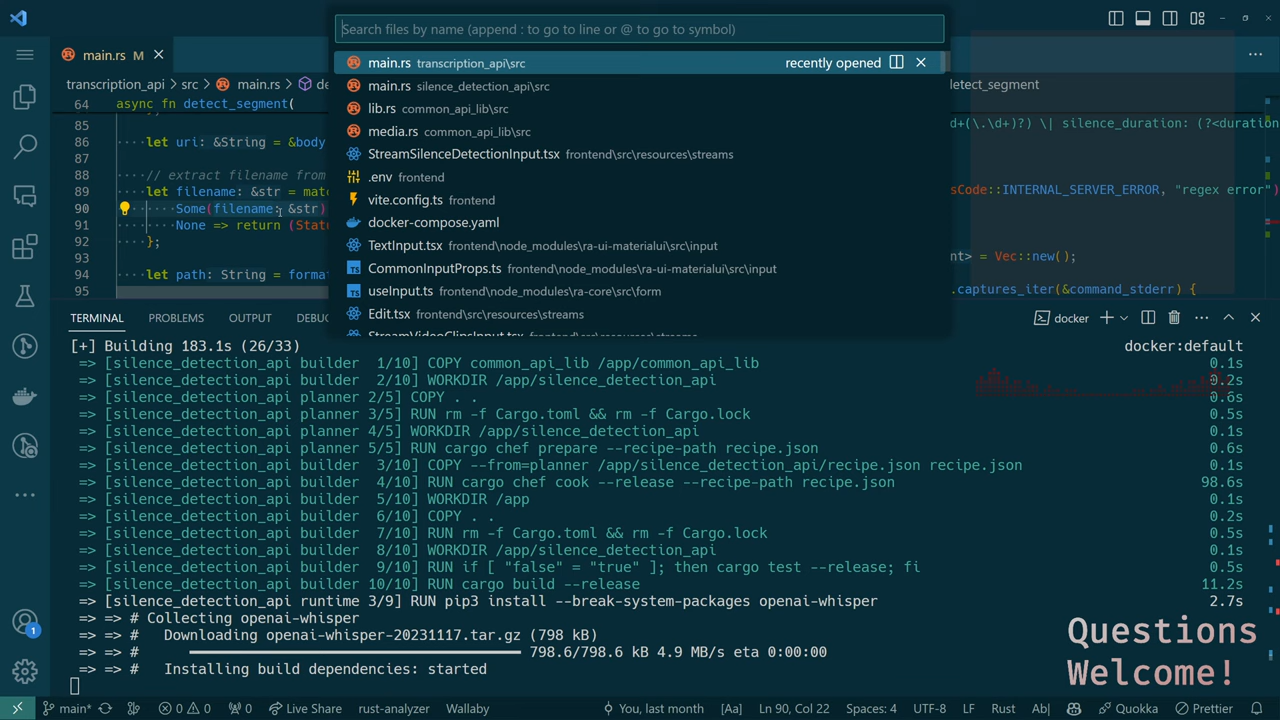 Search files by name (append : to go to line or @ to go to symbol)
main.rs M
main.rs transcription_api\src recently opened
main.rs silence_detection_api\src
lib.rs common_api_lib\src
media.rs common_api_lib\src
StreamSilenceDetectionInput.tsx frontend\src\resources\streams
.env frontend
vite.config.ts frontend
docker-compose.yaml
TextInput.tsx frontend\node_modules\ra-ui-materialui\src\input
CommonInputProps.ts frontend\node_modules\ra-ui-materialui\src\input
useInput.ts frontend\node_modules\ra-core\src\form
Edit.tsx frontend\src\resources\streams
StreamVideoClipsInput.tsx frontend\src\resources\streams
transcription_api > src > main.rs > de
detect_segment
64 async fn detect_segment(
85
86 let uri: &String = &body
87
88 // extract filename from
89 let filename: &str = mat
90 Some(filename: &str)
91 None => return (Statu
92 };
93
94 let path: String = format
95
d+(\.\d+)?) \| silence_duration: (?<duration
sCode::INTERNAL_SERVER_ERROR, "regex error")
nt> = Vec::new();
.captures_iter(&command_stderr) {
TERMINAL PROBLEMS OUTPUT DEBU docker
[+] Building 183.1s (26/33) docker:default
=> [silence_detection_api builder 1/10] COPY common_api_lib /app/common_api_lib 0.1s
=> [silence_detection_api builder 2/10] WORKDIR /app/silence_detection_api 0.2s
=> [silence_detection_api planner 2/5] COPY . . 0.6s
=> [silence_detection_api planner 3/5] RUN rm -f Cargo.toml && rm -f Cargo.lock 0.5s
=> [silence_detection_api planner 4/5] WORKDIR /app/silence_detection_api 0.1s
=> [silence_detection_api planner 5/5] RUN cargo chef prepare --recipe-path recipe.json 0.6s
=> [silence_detection_api builder 3/10] COPY --from=planner /app/silence_detection_api/recipe.json recipe.json 0.1s
=> [silence_detection_api builder 4/10] RUN cargo chef cook --release --recipe-path recipe.json 98.6s
=> [silence_detection_api builder 5/10] WORKDIR /app 0.1s
=> [silence_detection_api builder 6/10] COPY . . 0.2s
=> [silence_detection_api builder 7/10] RUN rm -f Cargo.toml && rm -f Cargo.lock 0.5s
=> [silence_detection_api builder 8/10] WORKDIR /app/silence_detection_api 0.1s
=> [silence_detection_api builder 9/10] RUN if [ "false" = "true" ]; then cargo test --release; fi 0.5s
=> [silence_detection_api builder 10/10] RUN cargo build --release 11.2s
=> [silence_detection_api runtime 3/9] RUN pip3 install --break-system-packages openai-whisper 2.7s
=> => # Collecting openai-whisper
=> => # Downloading openai-whisper-20231117.tar.gz (798 kB)
=> => # 798.6/798.6 kB 4.9 MB/s eta 0:00:00
=> => # Installing build dependencies: started
Questions
Welcome!
1
main* 0 0 0 Live Share rust-analyzer Wallaby You, last month [Aa] Ln 90, Col 22 Spaces: 4 UTF-8 LF Rust Ab| Quokka Prettier